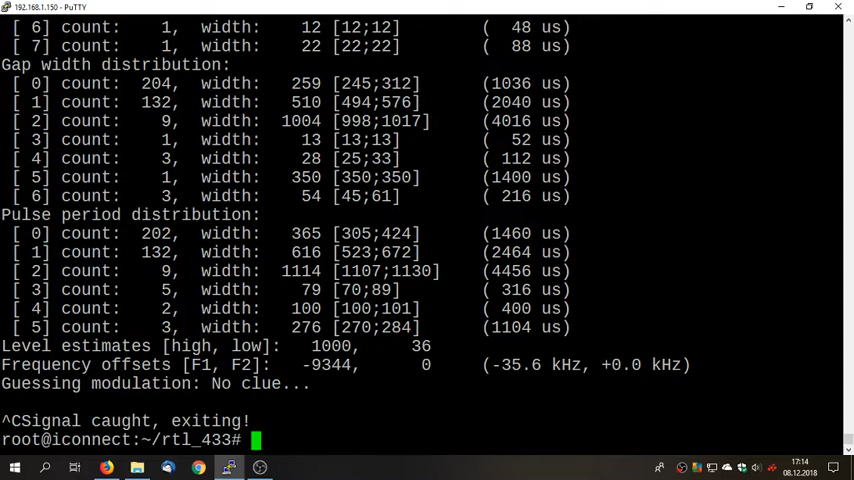 192.168.1.150 - PuTTY
[ 6] count: 1, width: 12 [12;12] ( 48 us)
[ 7] count: 1, width: 22 [22;22] ( 88 us)
Gap width distribution:
[ 0] count: 204, width: 259 [245;312] (1036 us)
[ 1] count: 132, width: 510 [494;576] (2040 us)
[ 2] count: 9, width: 1004 [998;1017] (4016 us)
[ 3] count: 1, width: 13 [13;13] ( 52 us)
[ 4] count: 3, width: 28 [25;33] ( 112 us)
[ 5] count: 1, width: 350 [350;350] (1400 us)
[ 6] count: 3, width: 54 [45;61] ( 216 us)
Pulse period distribution:
[ 0] count: 202, width: 365 [305;424] (1460 us)
[ 1] count: 132, width: 616 [523;672] (2464 us)
[ 2] count: 9, width: 1114 [1107;1130] (4456 us)
[ 3] count: 5, width: 79 [70;89] ( 316 us)
[ 4] count: 2, width: 100 [100;101] ( 400 us)
[ 5] count: 3, width: 276 [270;284] (1104 us)
Level estimates [high, low]: 1000, 36
Frequency offsets [F1, F2]: -9344, 0 (-35.6 kHz, +0.0 kHz)
Guessing modulation: No clue...
^CSignal caught, exiting!
root@iconnect:~/rtl_433#
17:14
08.12.2018